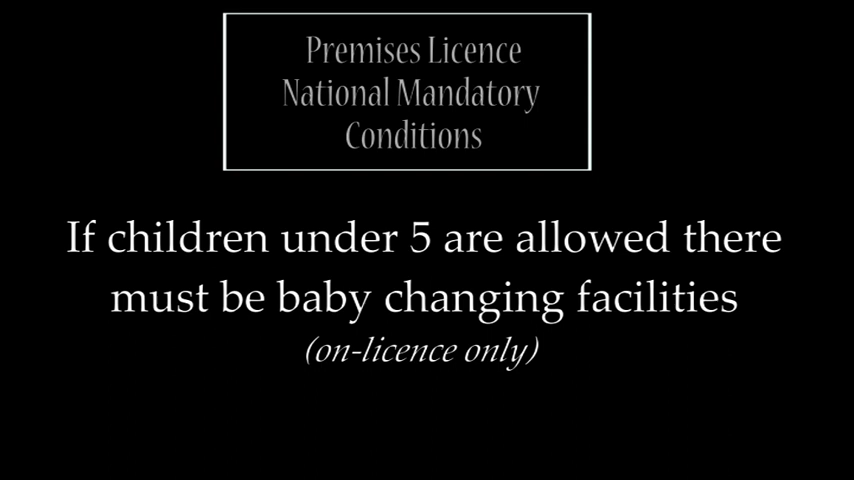 Premises Licence
National Mandatory
Conditions
If children under 5 are allowed there
must be baby changing facilities
(on-licence only)